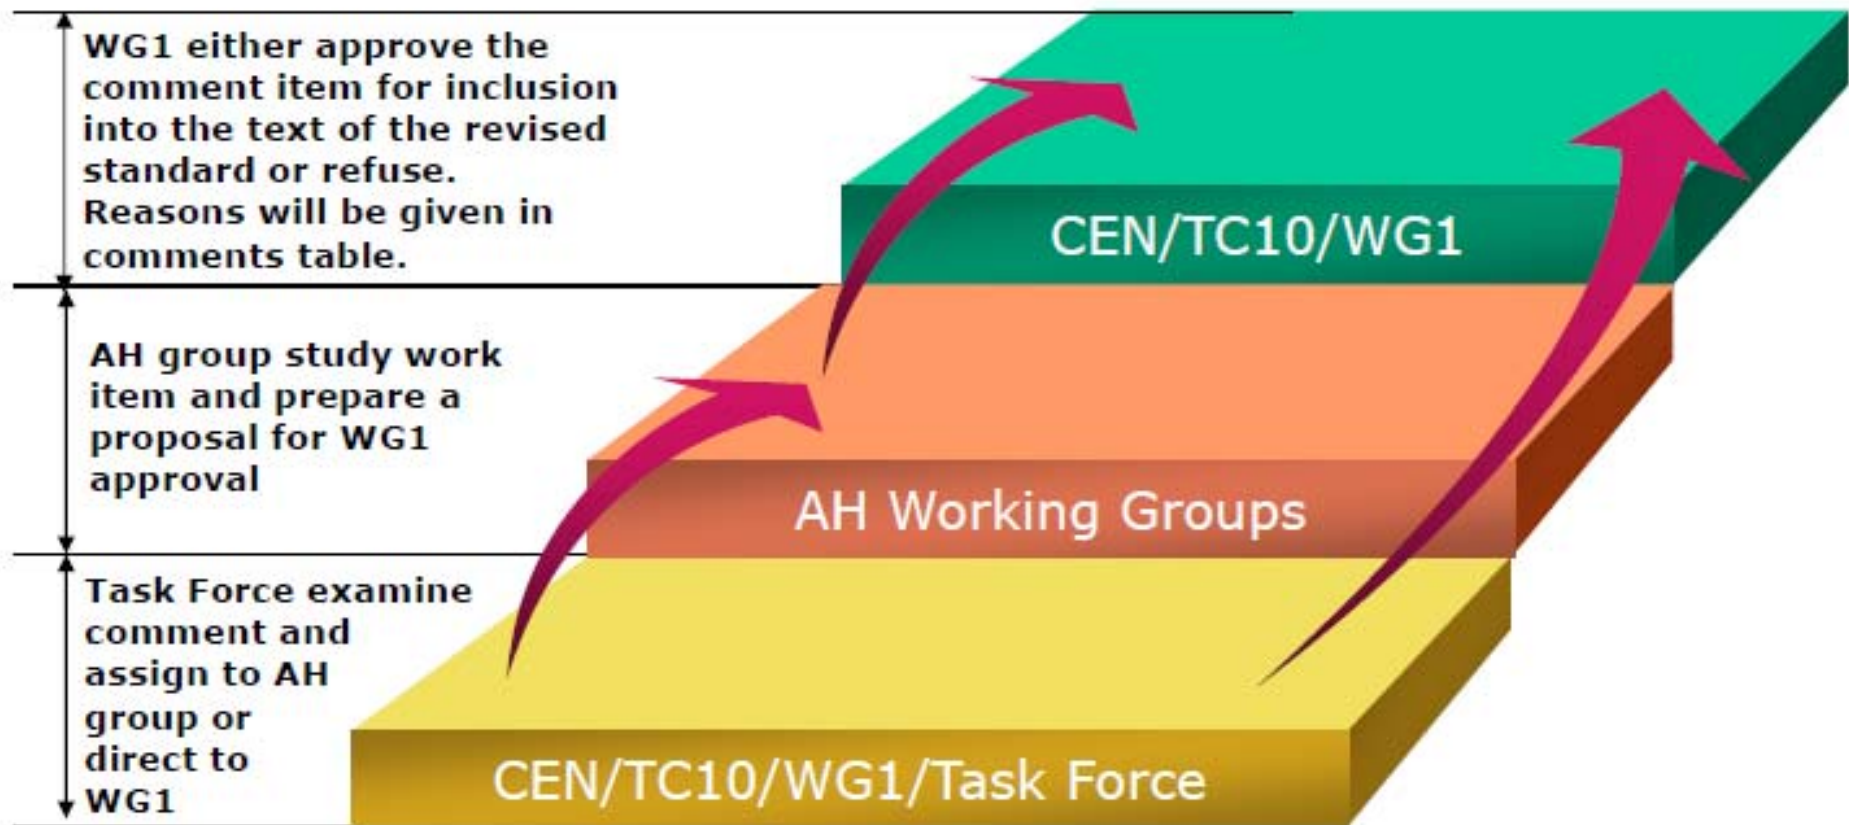 WG1 either approve the
comment item for inclusion
into the text of the revised
standard or refuse.
Reasons will be given in
comments table.
CEN/TC10/WG1
AH group study work
item and prepare a
proposal for WG1
approval
AH Working Groups
Task Force examine
comment and
assign to AH
group or
direct to
WG1
CEN/TC10/WG1/Task Force